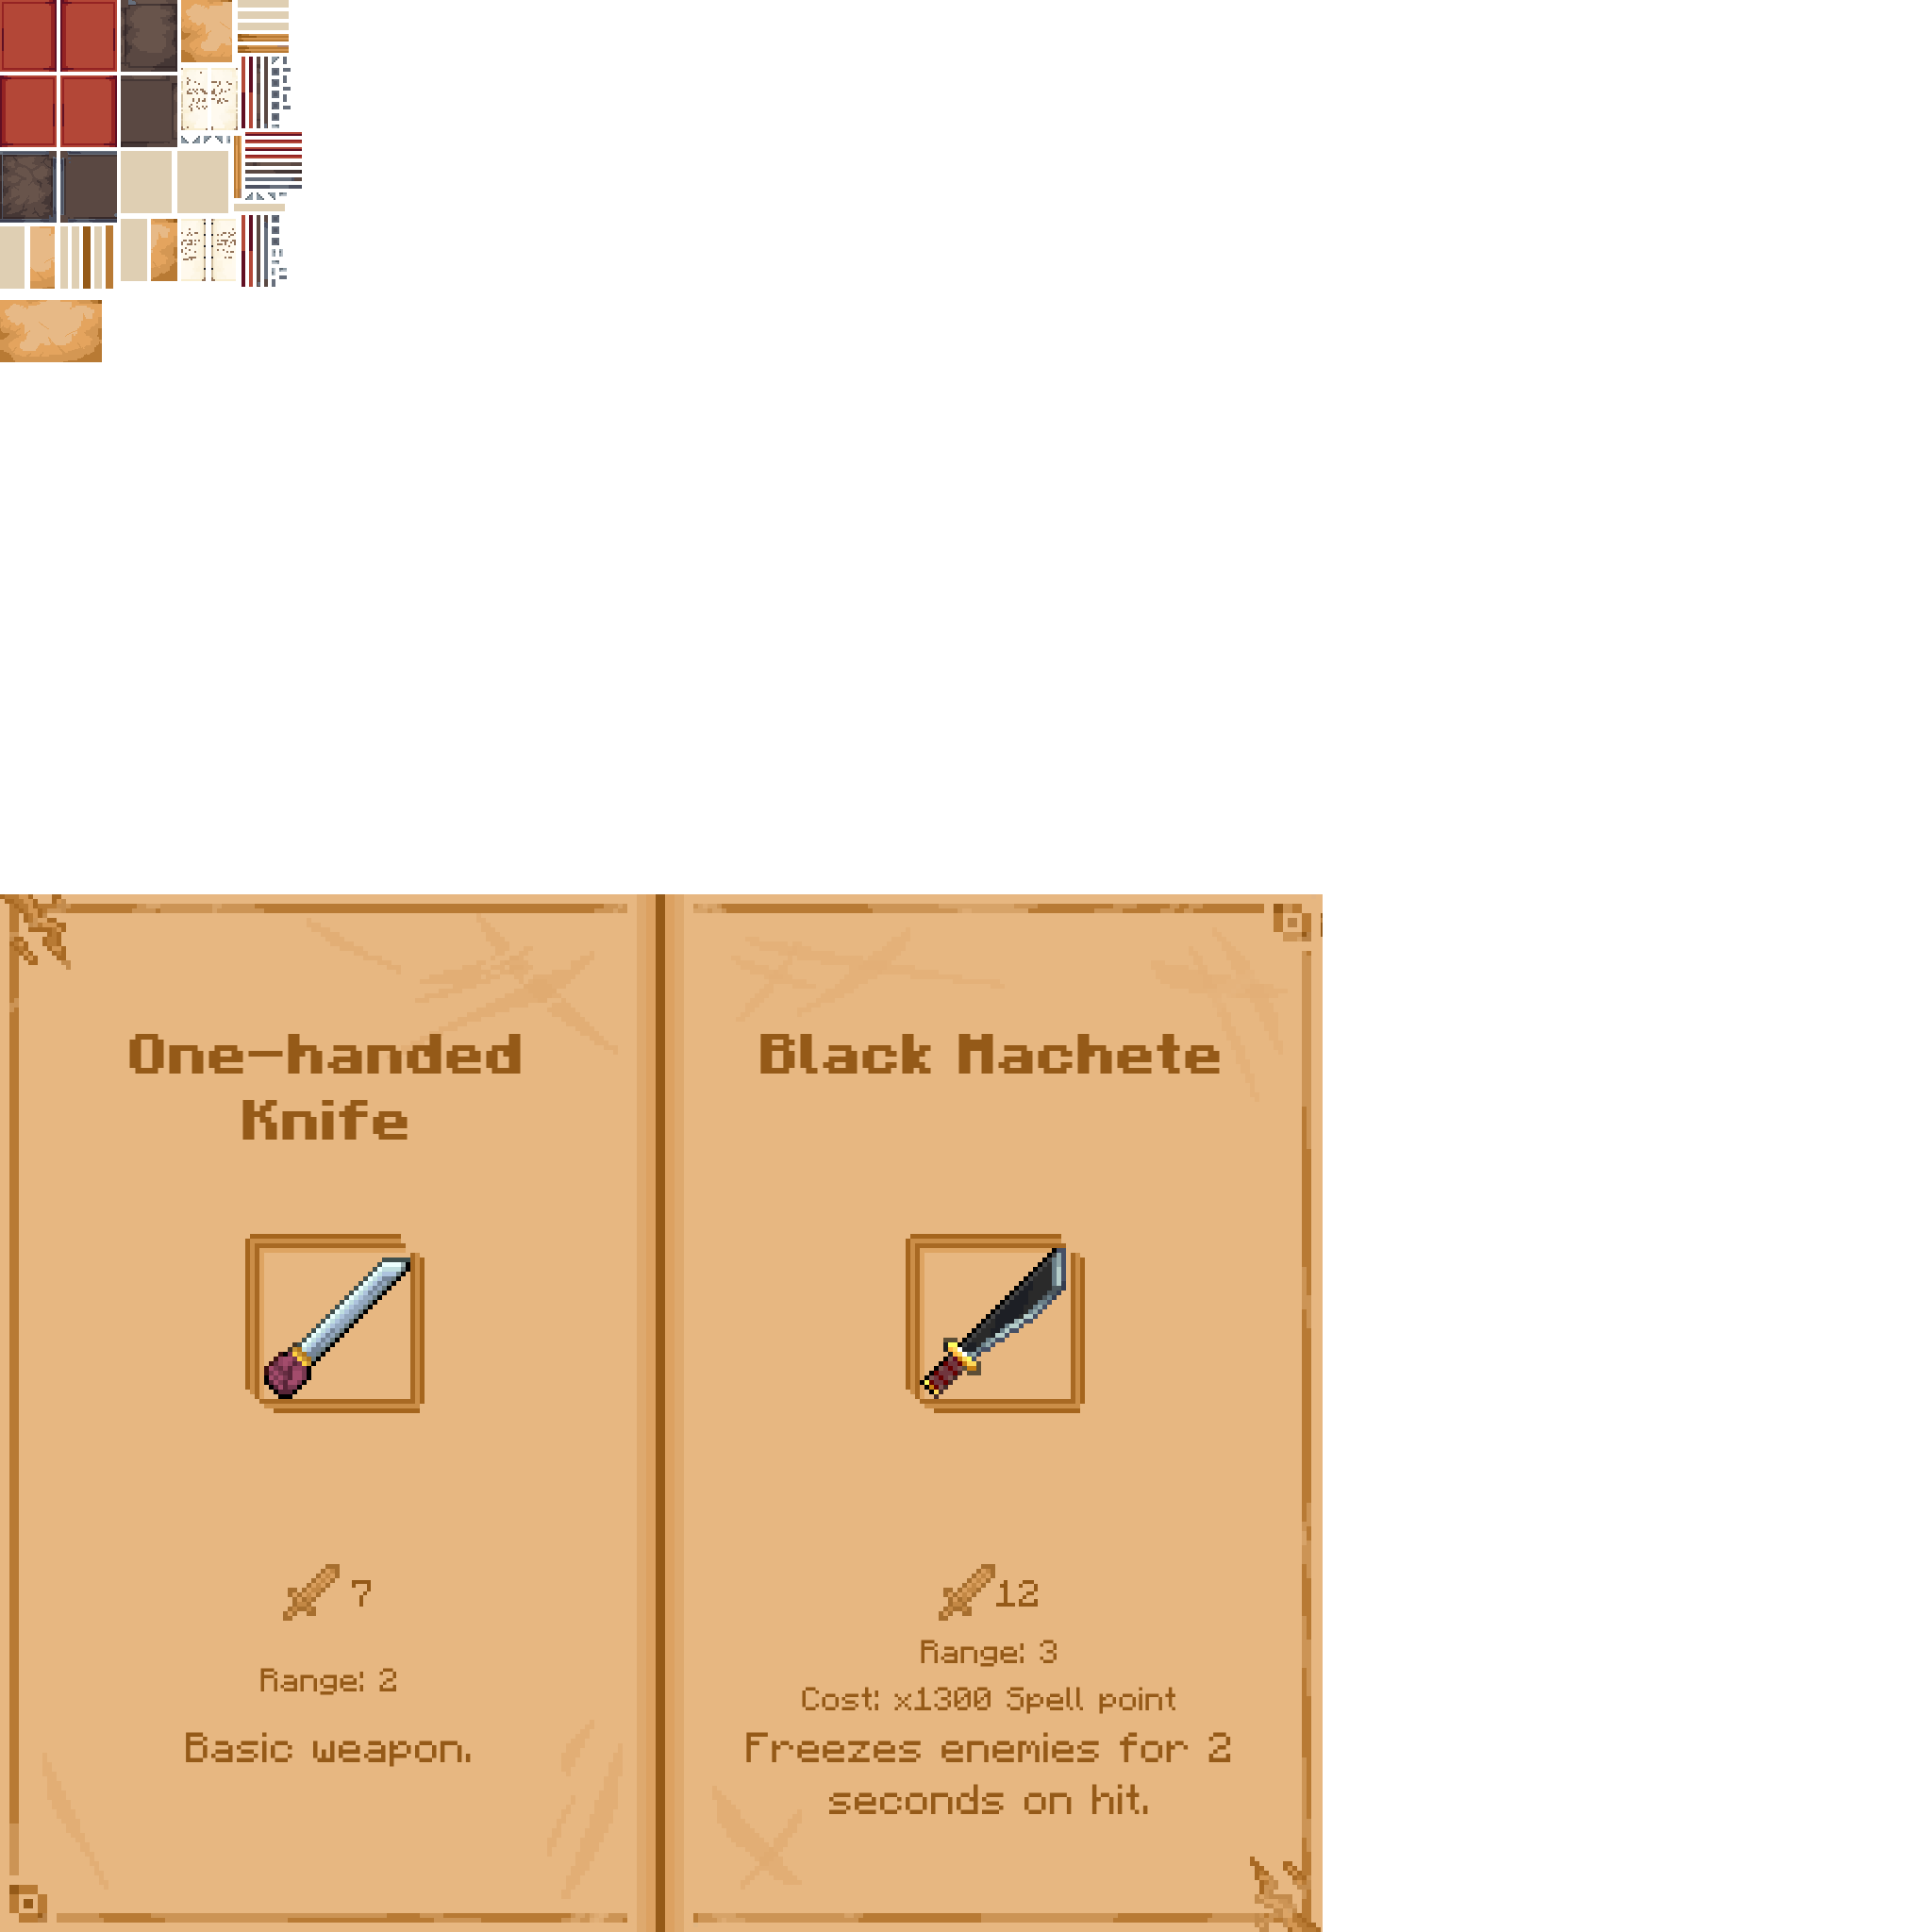 One-handed
Knife
7
Range: 2
Basic weapon.
Black Machete
12
Range: 3
Cost: x1300 Spell point
Freezes enemies for 2
seconds on hit.